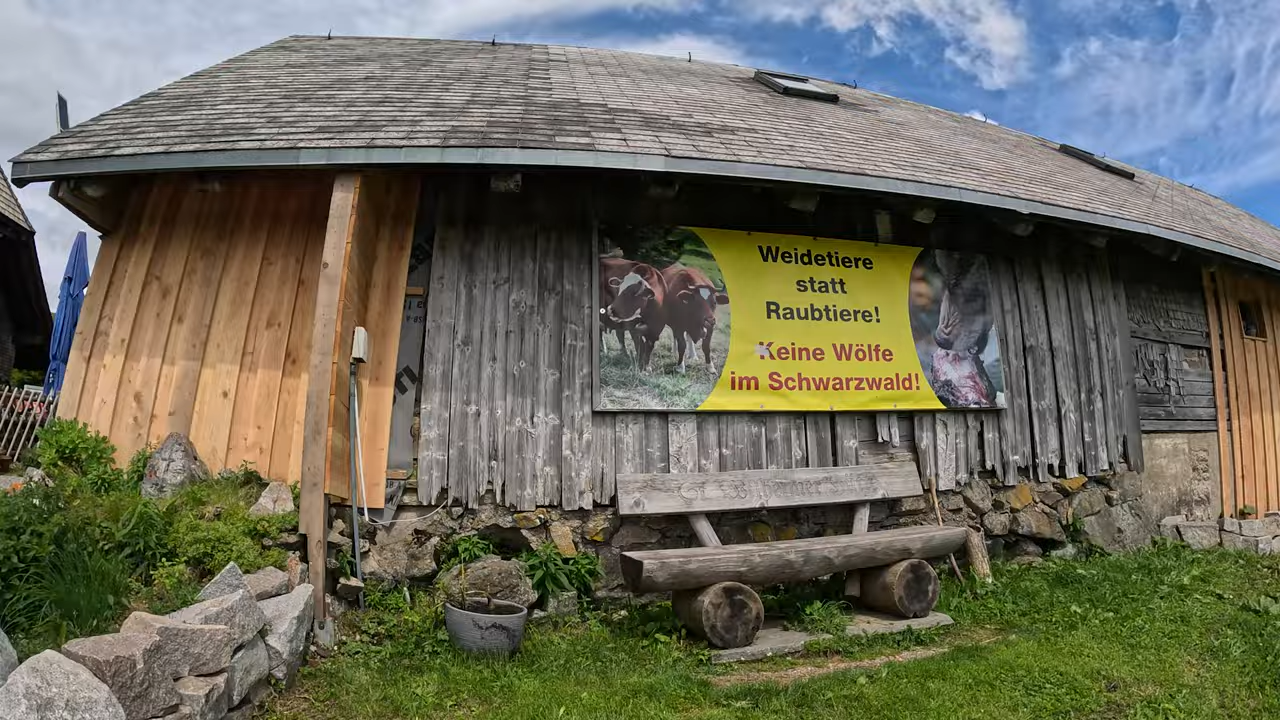 Weidetiere
statt
Raubtiere!
Keine Wölfe
im Schwarzwald!